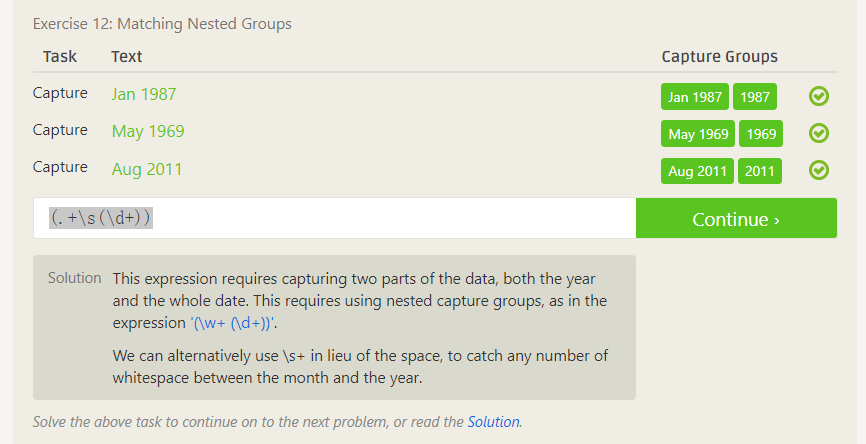 Exercise 12: Matching Nested Groups
Task Text Capture Groups
Capture Jan 1987 Jan 1987 1987
Capture May 1969 May 1969 1969
Capture Aug 2011 Aug 2011 2011
(.+\s(\d+)) Continue ›
Solution This expression requires capturing two parts of the data, both the year
and the whole date. This requires using nested capture groups, as in the
expression '(\w+ (\d+))'.
We can alternatively use \s+ in lieu of the space, to catch any number of
whitespace between the month and the year.
Solve the above task to continue on to the next problem, or read the Solution.